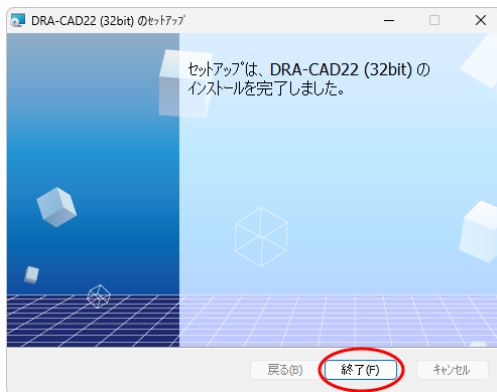 DRA-CAD22 (32bit) のセットアップ
セットアップは、DRA-CAD22 (32bit) の
インストールを完了しました。
戻る(B)
終了(F)
キャンセル